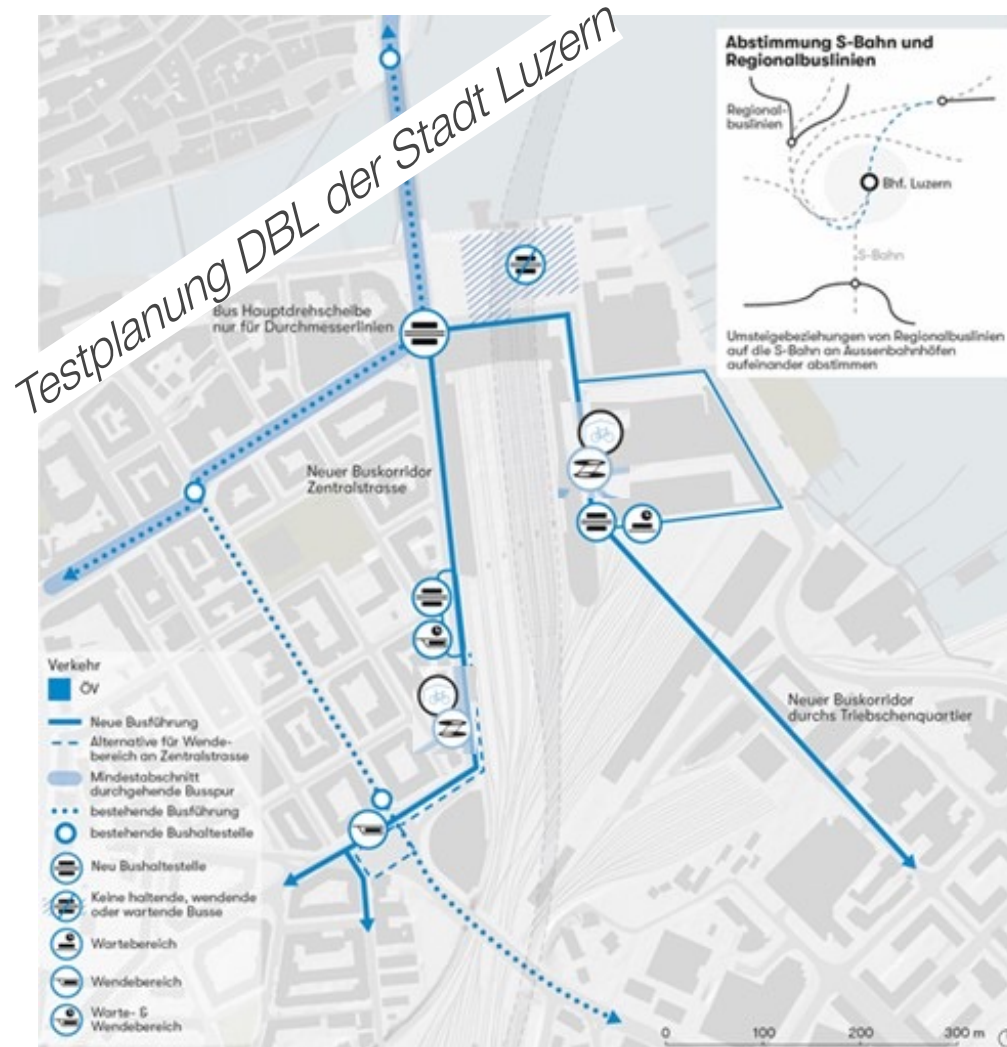 Testplanung DBL der Stadt Luzern
Abstimmung S-Bahn und
Regionalbuslinien
Regional-
buslinien
Bhf. Luzern
S-Bahn
Umsteigebeziehungen von Regionalbuslinien
auf die S-Bahn an Aussenbahnhöfen
aufeinander abstimmen
Bus Hauptdrehscheibe
nur für Durchmesserlinien
Neuer Buskorridor
Zentralstrasse
Neuer Buskorridor
durchs Triebschenquartier
Verkehr
ÖV
Neue Busführung
Alternative für Wende-
bereich an Zentralstrasse
Mindestabschnitt
durchgehende Busspur
bestehende Busführung
bestehende Bushaltestelle
Neu Bushaltestelle
Keine haltende, wendende
oder wartende Busse
Wartebereich
Wendebereich
Warte- &
Wendebereich
0 100 200 300 m